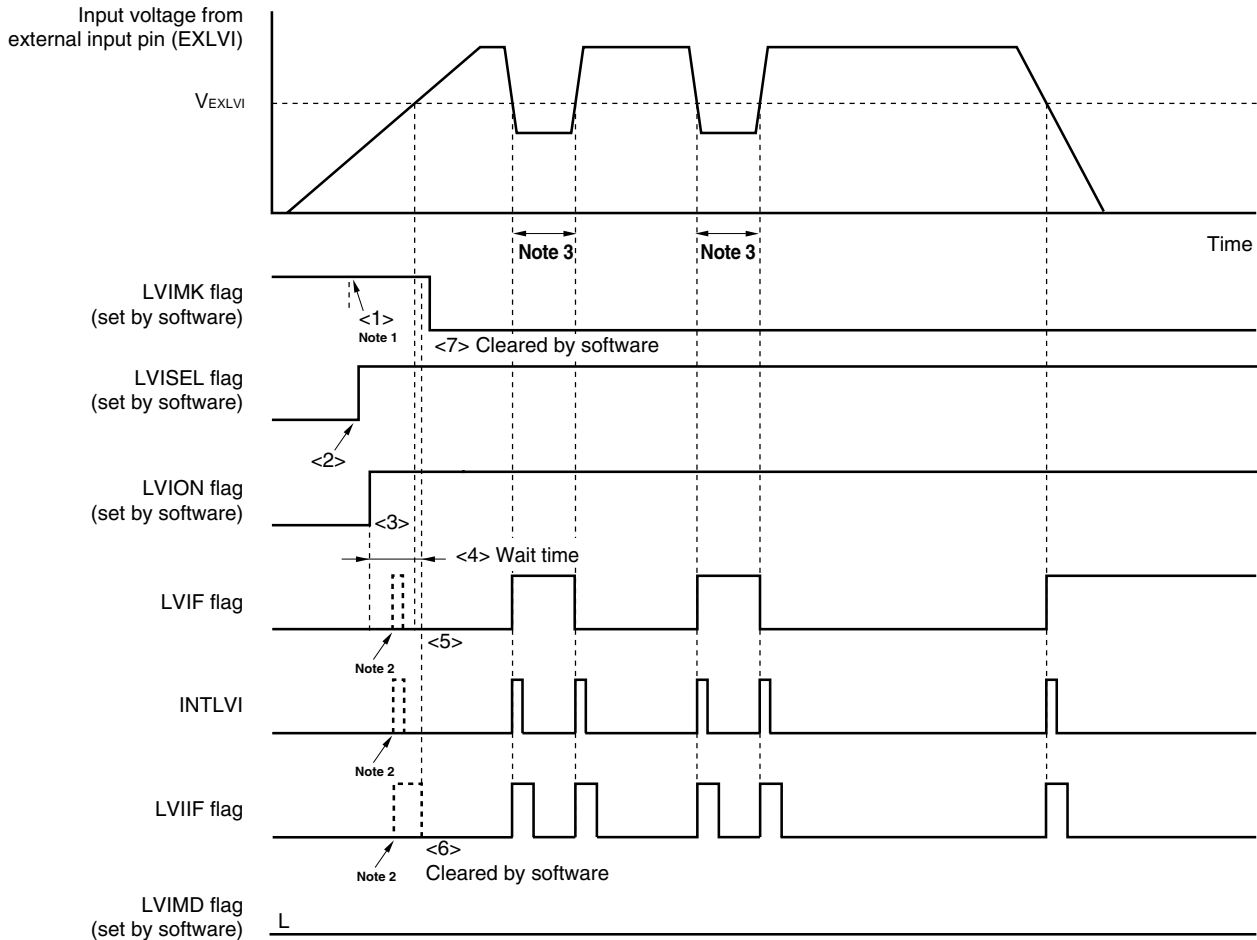 Input voltage from
external input pin (EXLVI)
VEXLVI
Time
Note 3
Note 3
LVIMK flag
(set by software)
<1>
Note 1
<7> Cleared by software
LVISEL flag
(set by software)
<2>
LVION flag
(set by software)
<3>
<4> Wait time
LVIF flag
<5>
Note 2
INTLVI
Note 2
LVIIF flag
<6>
Note 2
Cleared by software
LVIMD flag
(set by software)
L